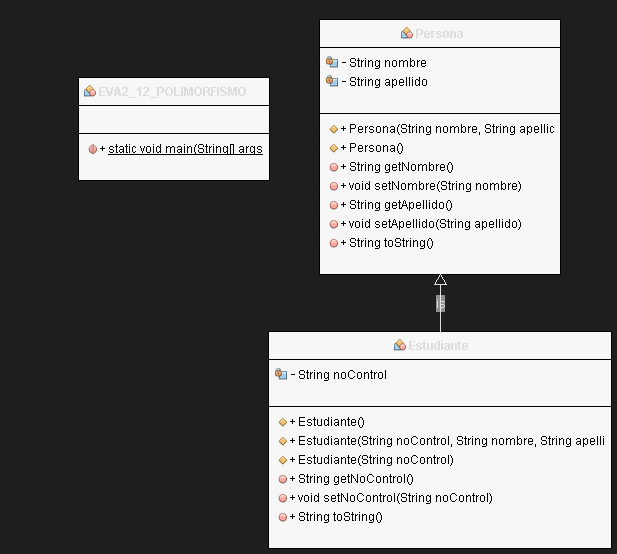 EVA2_12_POLIMORFISMO
+ static void main(String[] args
Persona
- String nombre
- String apellido
+ Persona(String nombre, String apellic
+ Persona()
+ String getNombre()
+ void setNombre(String nombre)
+ String getApellido()
+ void setApellido(String apellido)
+ String toString()
is
Estudiante
- String noControl
+ Estudiante()
+ Estudiante(String noControl, String nombre, String apelli
+ Estudiante(String noControl)
+ String getNoControl()
+ void setNoControl(String noControl)
+ String toString()